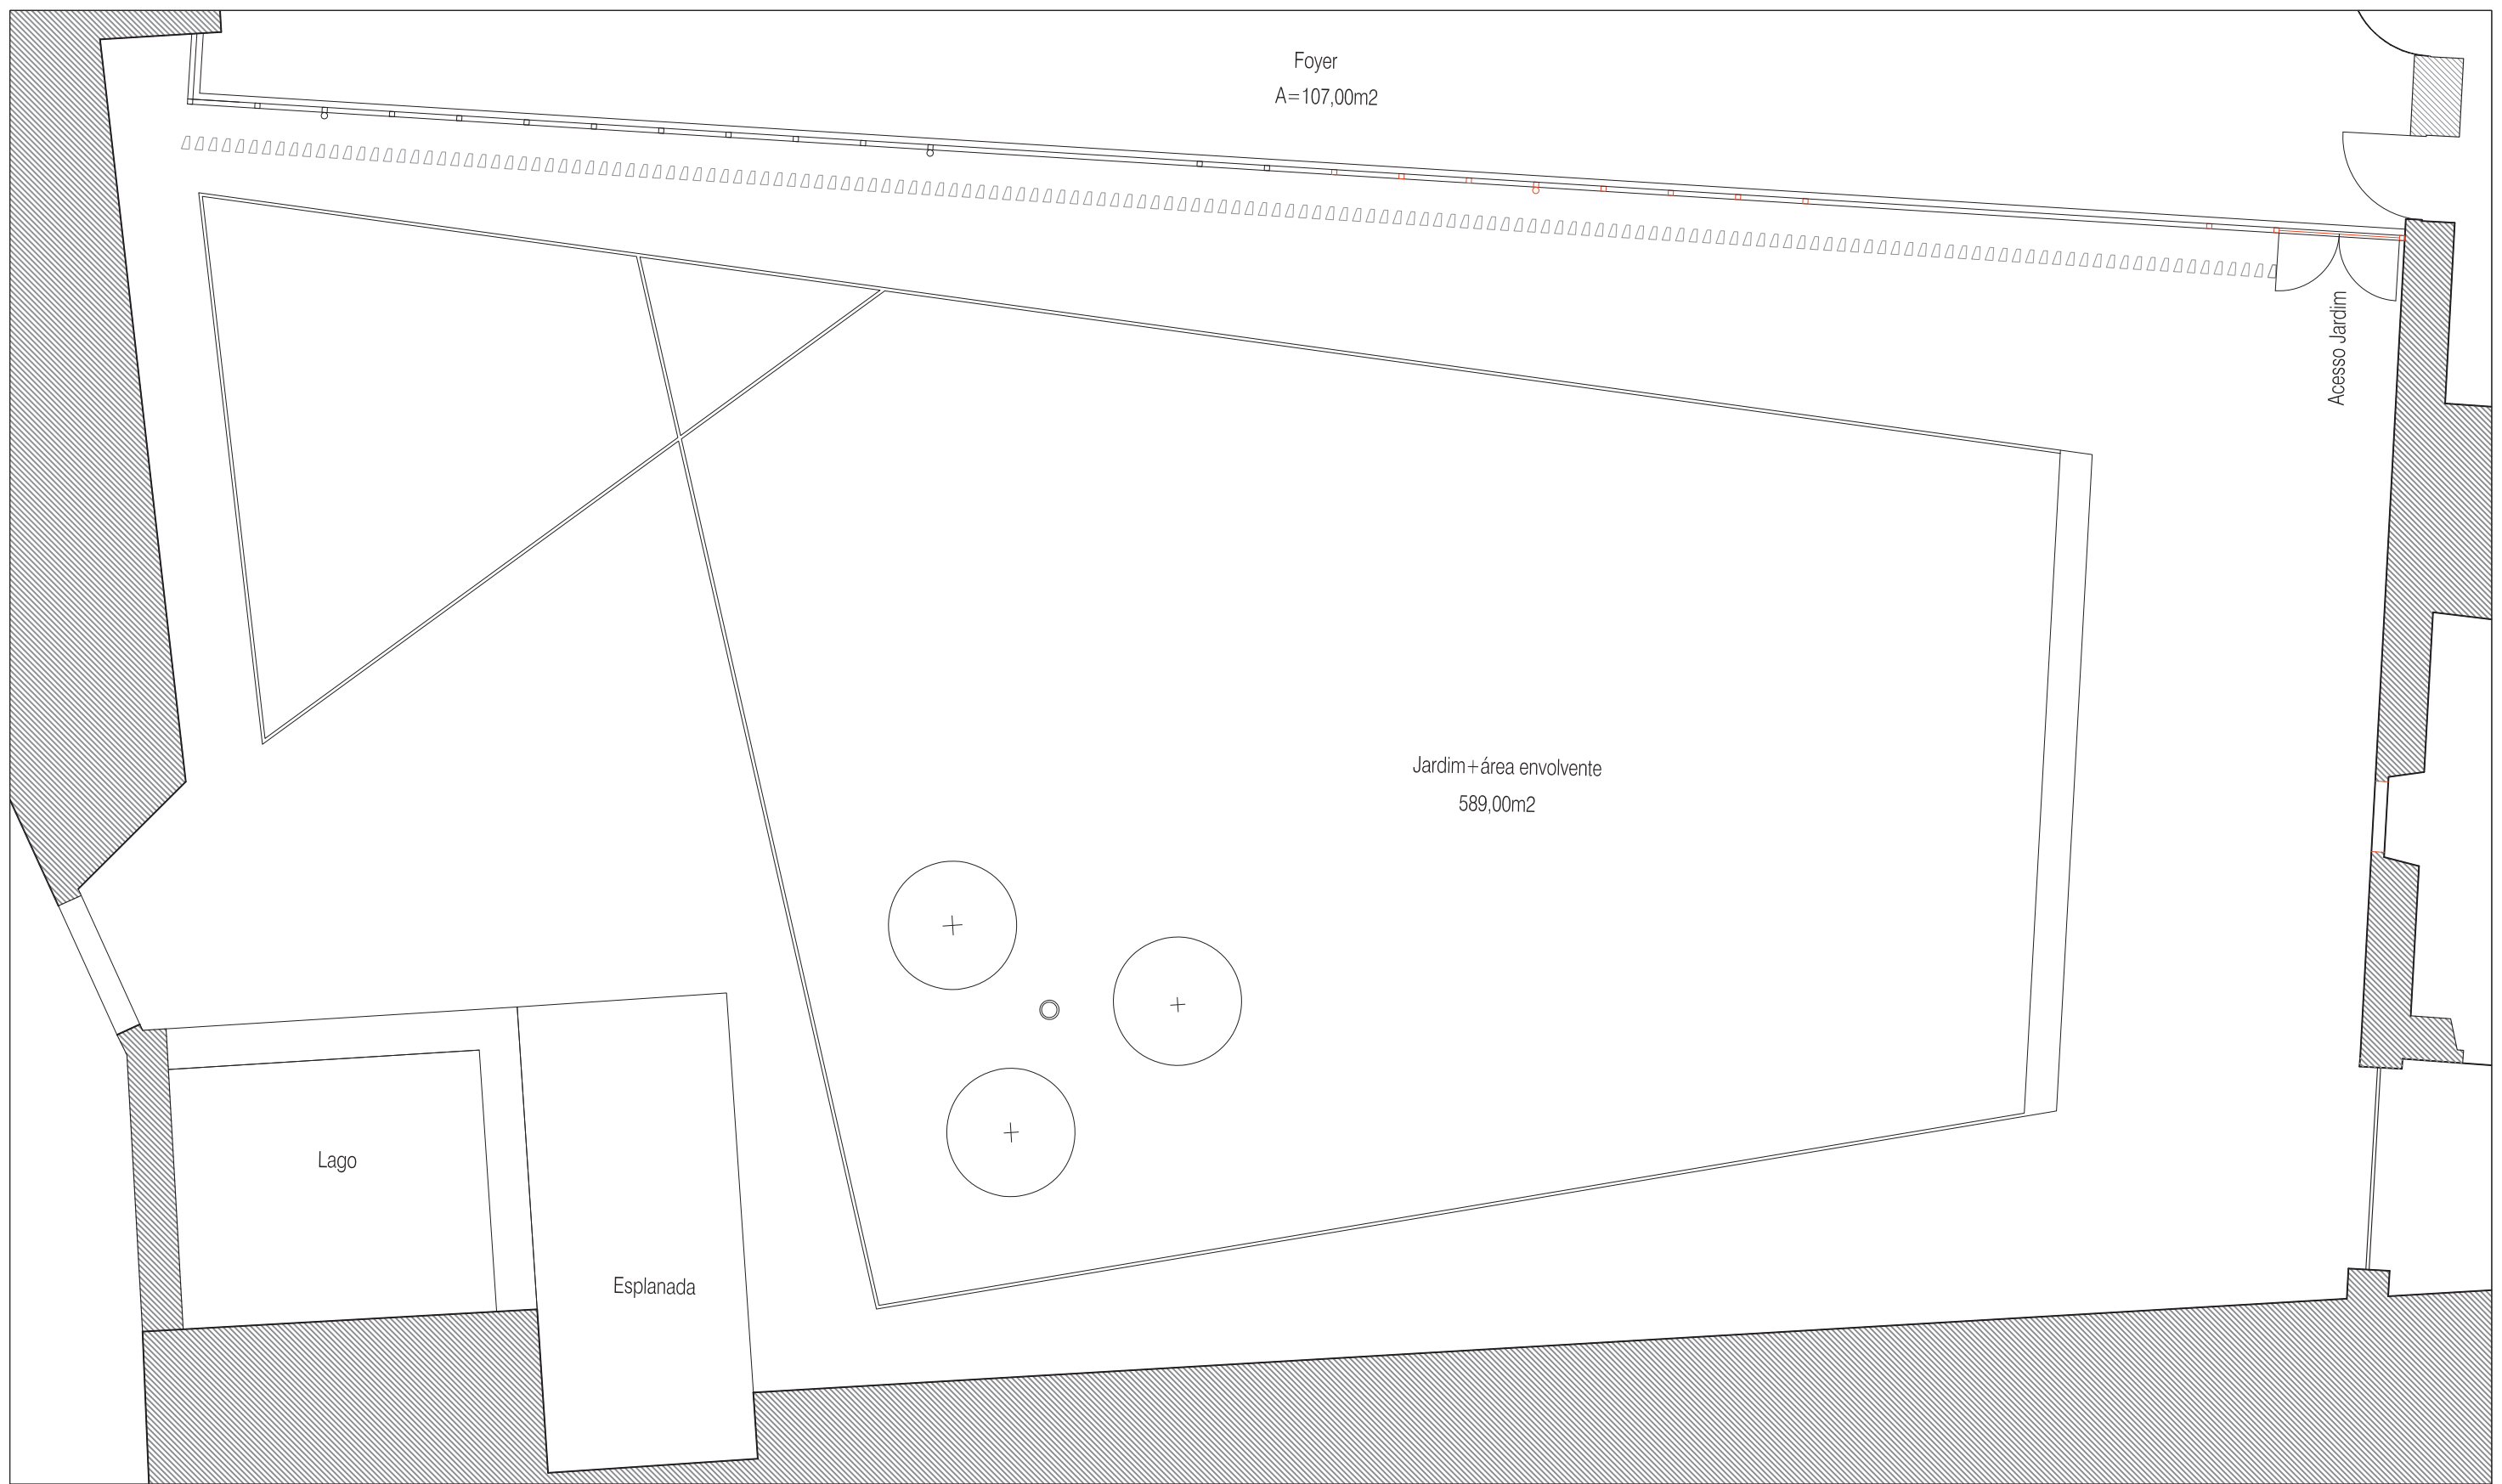 Foyer
A=107,00m2
Acesso Jardim
Jardim+área envolvente
589,00m2
Lago
Esplanada